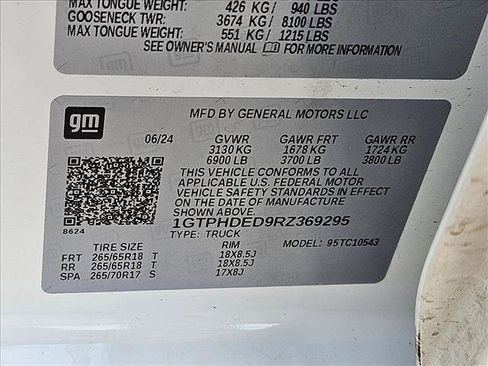 MAX TONGUE WEIGHT: 426 KG/ 940 LBS
GOOSENECK TWR: 3674 KG / 8100 LBS
MAX TONGUE WEIGHT: 551 KG/ 1215 LBS
SEE OWNER'S MANUAL FOR MORE INFORMATION
gm
MFD BY GENERAL MOTORS LLC
06/24 GVWR GAWR FRT GAWR RR
3130 KG 1678 KG 1724 KG
6900 LB 3700 LB 3800 LB
THIS VEHICLE CONFORMS TO ALL
APPLICABLE U.S. FEDERAL MOTOR
VEHICLE SAFETY STANDARDS IN EFFECT
ON THE DATE OF MANUFACTURE
SHOWN ABOVE.
1GTPHDED9RZ369295
8624
TYPE: TRUCK MODEL: 95TC10543
TIRE SIZE RIM
FRT 265/65R18 T 18X8.5J
RR 265/65R18 T 18X8.5J
SPA 265/70R17 S 17X8J